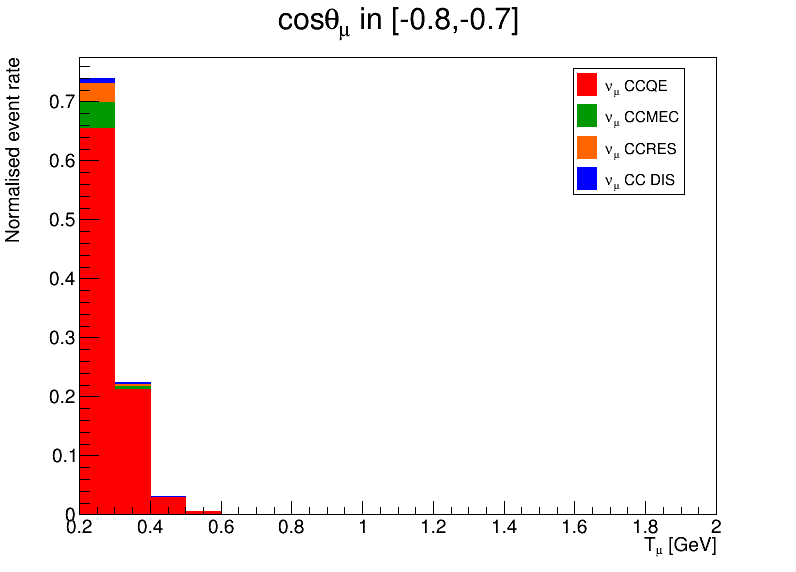 cosθμ in [-0.8,-0.7]
Normalised event rate
νμ CCQE
νμ CCMEC
νμ CCRES
νμ CC DIS
0.7
0.6
0.5
0.4
0.3
0.2
0.1
0
0.2 0.4 0.6 0.8 1 1.2 1.4 1.6 1.8 2
Tμ [GeV]